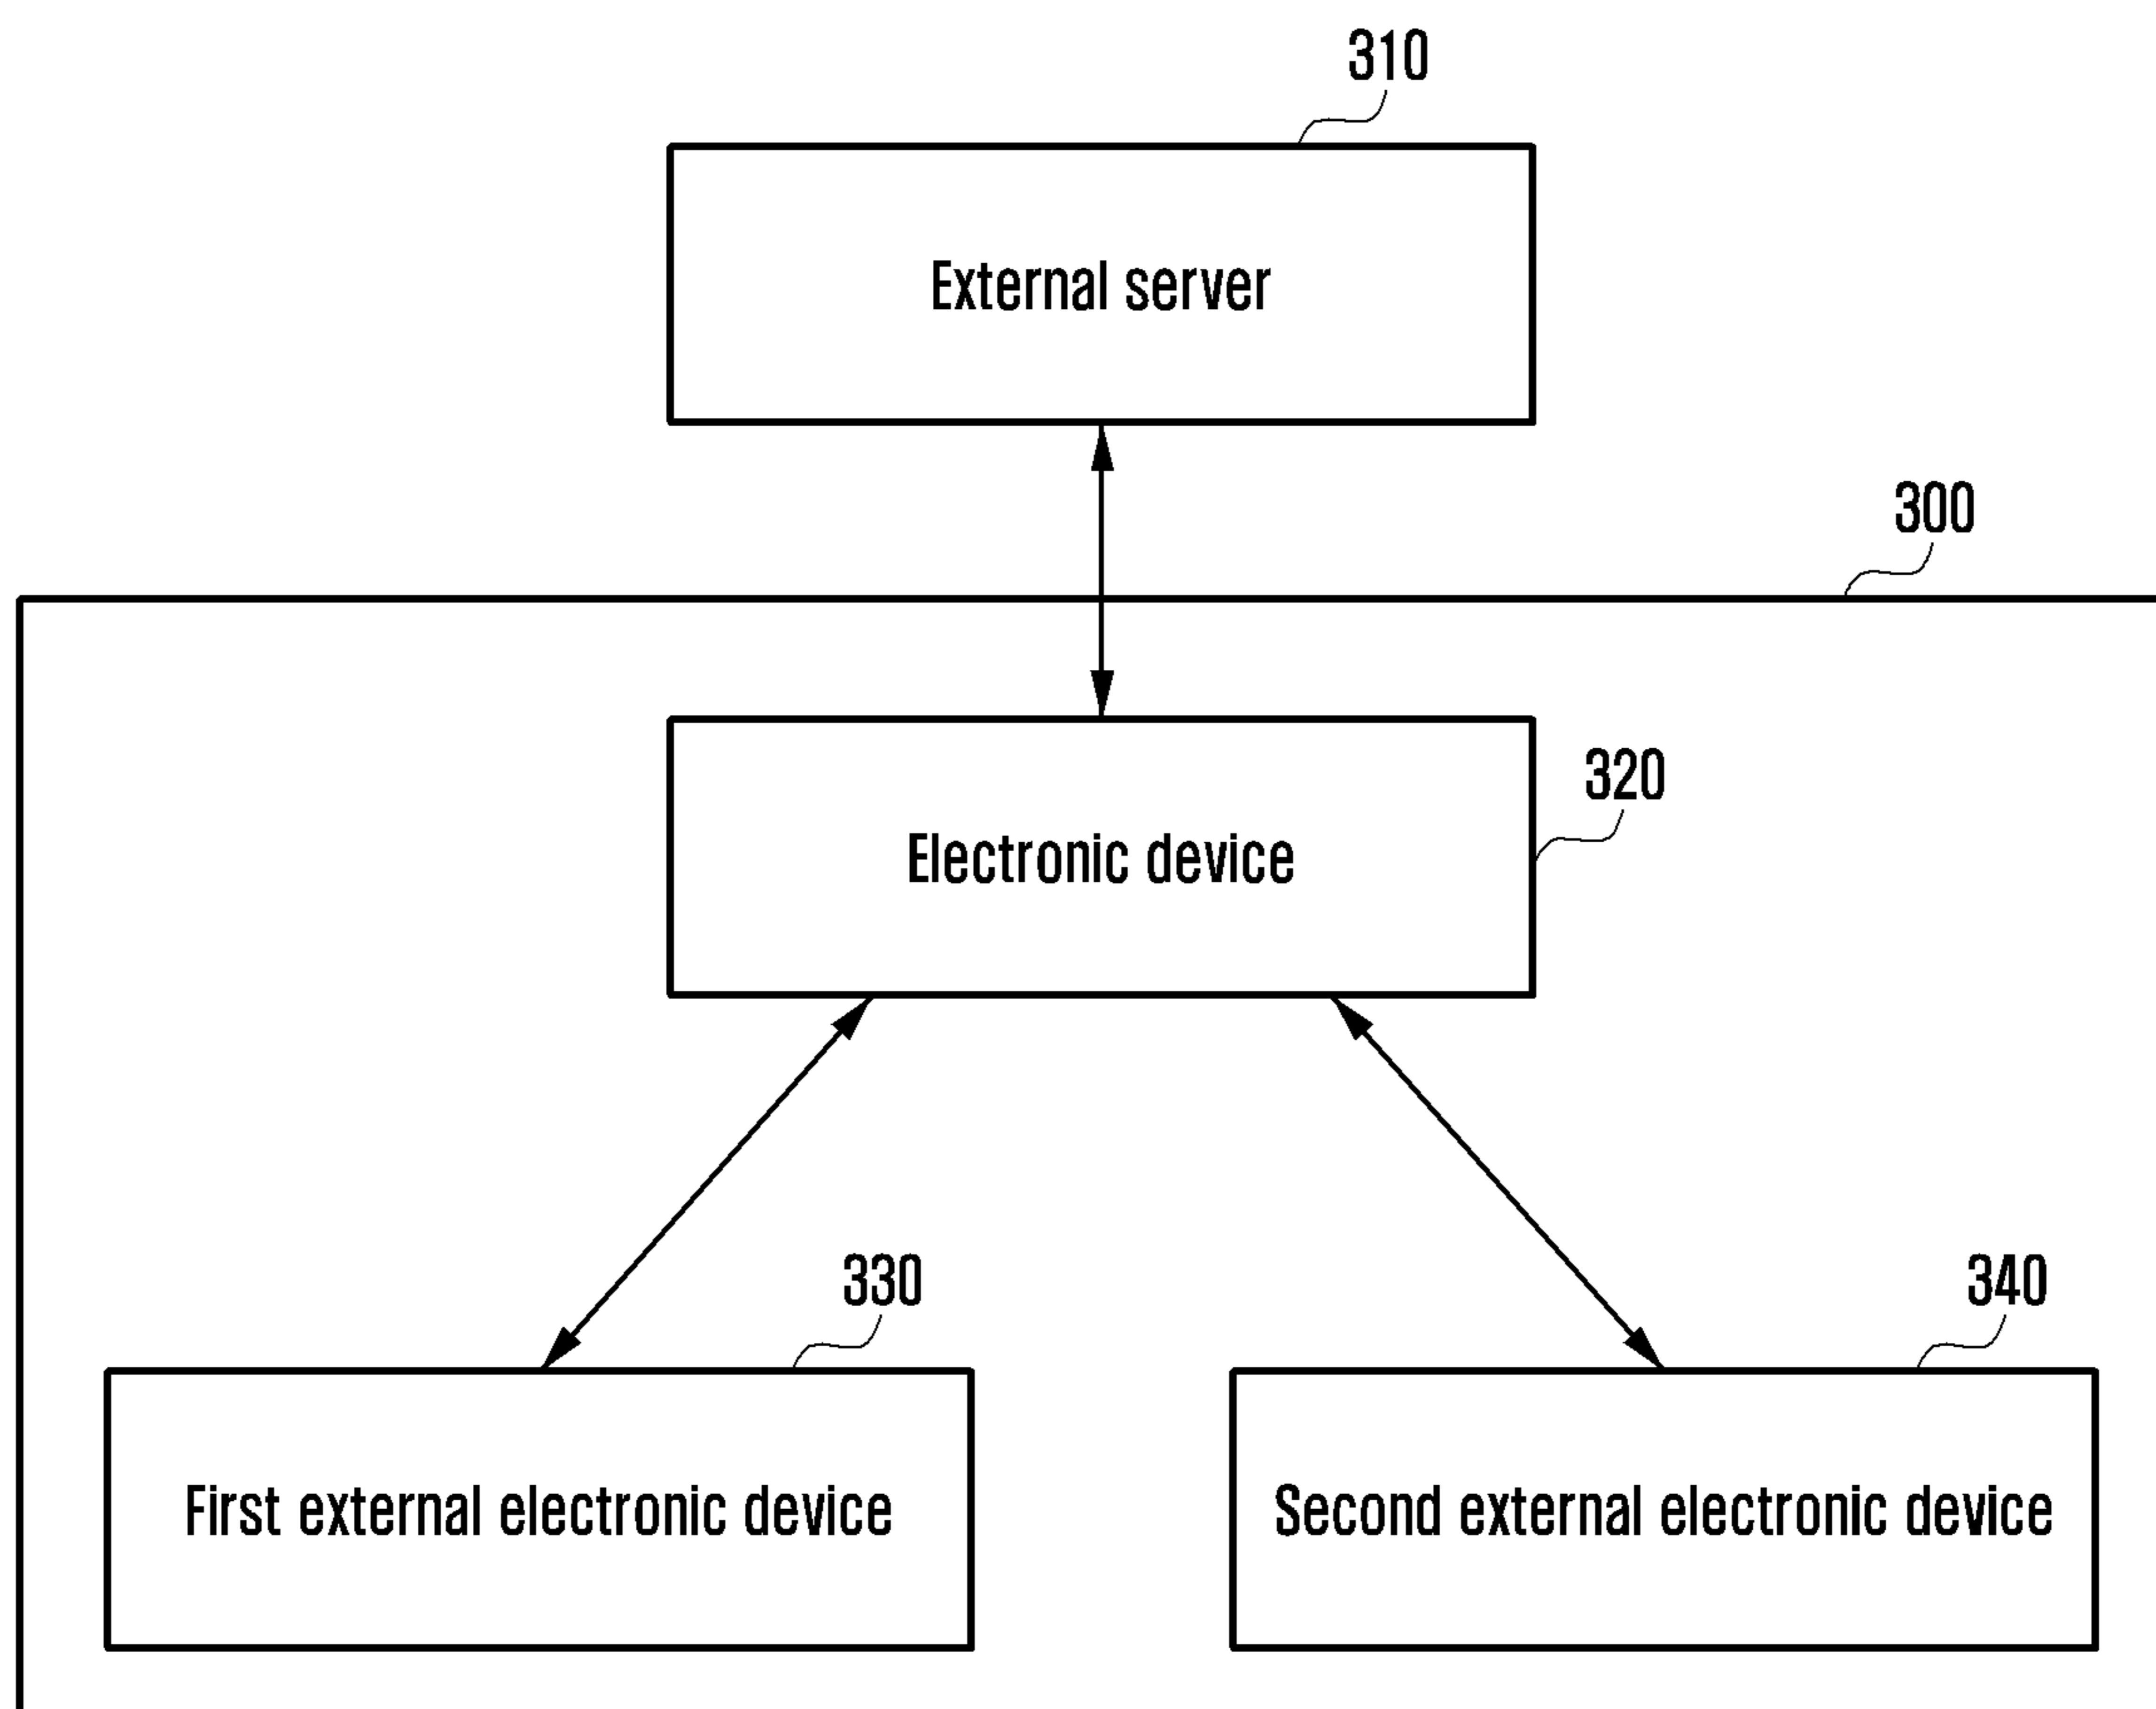 310
External server
300
320
Electronic device
330
340
First external electronic device
Second external electronic device